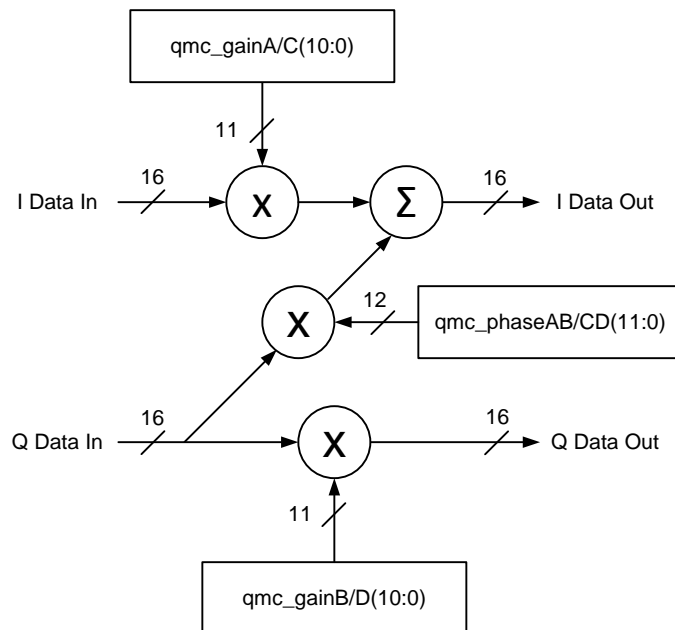 qmc_gainA/C(10:0)
11
I Data In
16
X
Σ
16
I Data Out
X
12
qmc_phaseAB/CD(11:0)
Q Data In
16
X
16
Q Data Out
11
qmc_gainB/D(10:0)